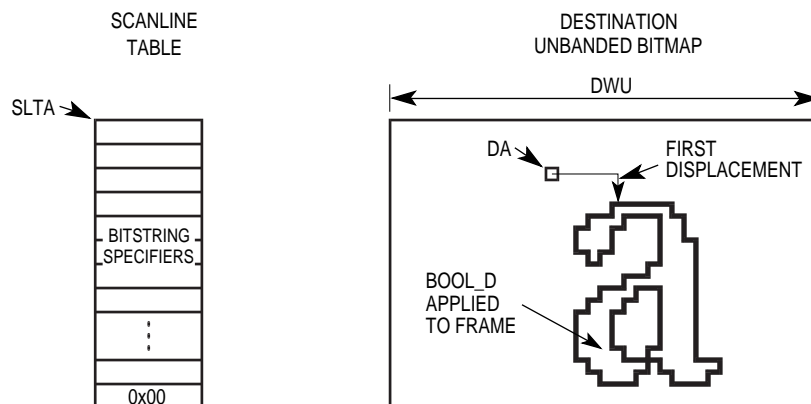 SCANLINE
TABLE
DESTINATION
UNBANDED BITMAP
DWU
SLTA
DA
FIRST
DISPLACEMENT
BITSTRING
SPECIFIERS
BOOL_D
APPLIED
TO FRAME
0x00